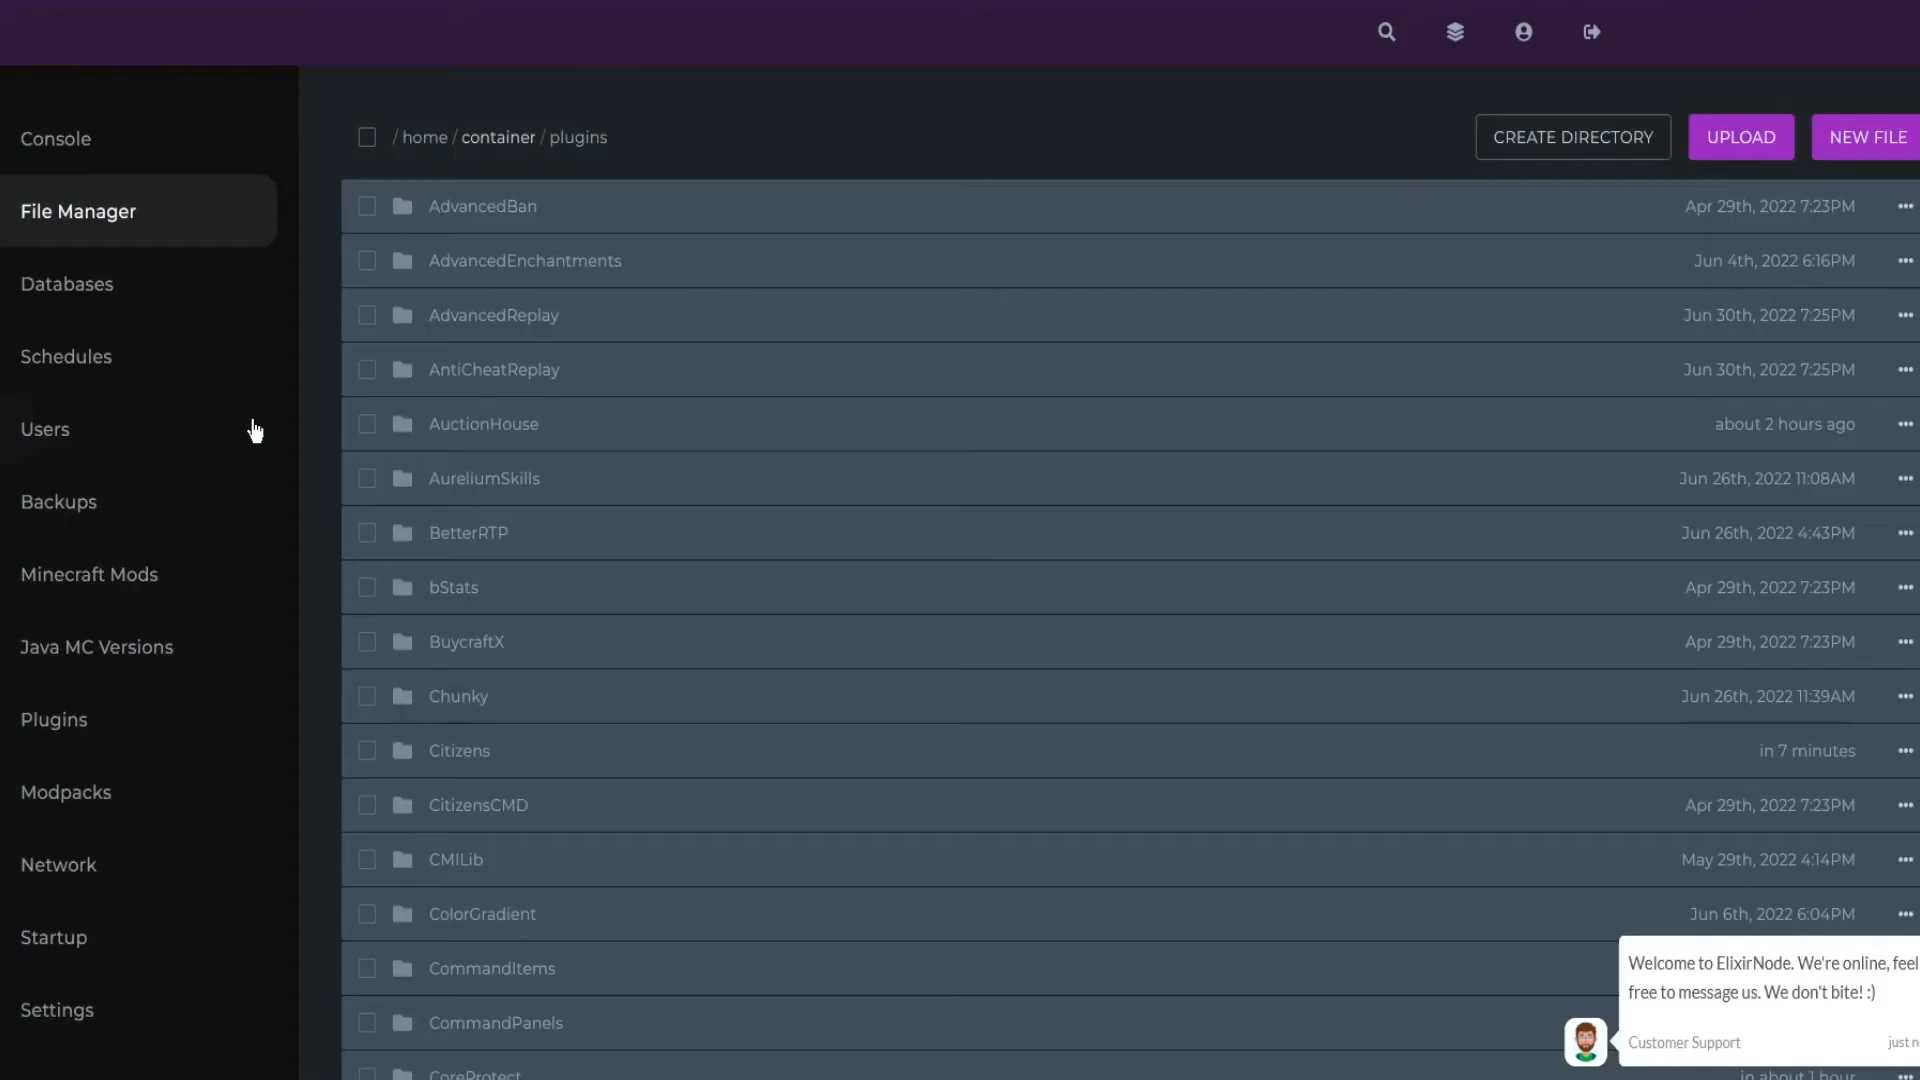 Console
File Manager
Databases
Schedules
Users
Backups
Minecraft Mods
Java MC Versions
Plugins
Modpacks
Network
Startup
Settings
/ home / container / plugins
CREATE DIRECTORY
UPLOAD
NEW FILE
AdvancedBan Apr 29th, 2022 7:23PM
AdvancedEnchantments Jun 4th, 2022 6:16PM
AdvancedReplay Jun 30th, 2022 7:25PM
AntiCheatReplay Jun 30th, 2022 7:25PM
AuctionHouse about 2 hours ago
AureliumSkills Jun 26th, 2022 11:08AM
BetterRTP Jun 26th, 2022 4:43PM
bStats Apr 29th, 2022 7:23PM
BuycraftX Apr 29th, 2022 7:23PM
Chunky Jun 26th, 2022 11:39AM
Citizens in 7 minutes
CitizensCMD Apr 29th, 2022 7:23PM
CMILib May 29th, 2022 4:14PM
ColorGradient Jun 6th, 2022 6:04PM
CommandItems
CommandPanels
CoreProtect in about 1 hour
Welcome to ElixirNode. We're online, feel
free to message us. We don't bite! :)
Customer Support just n